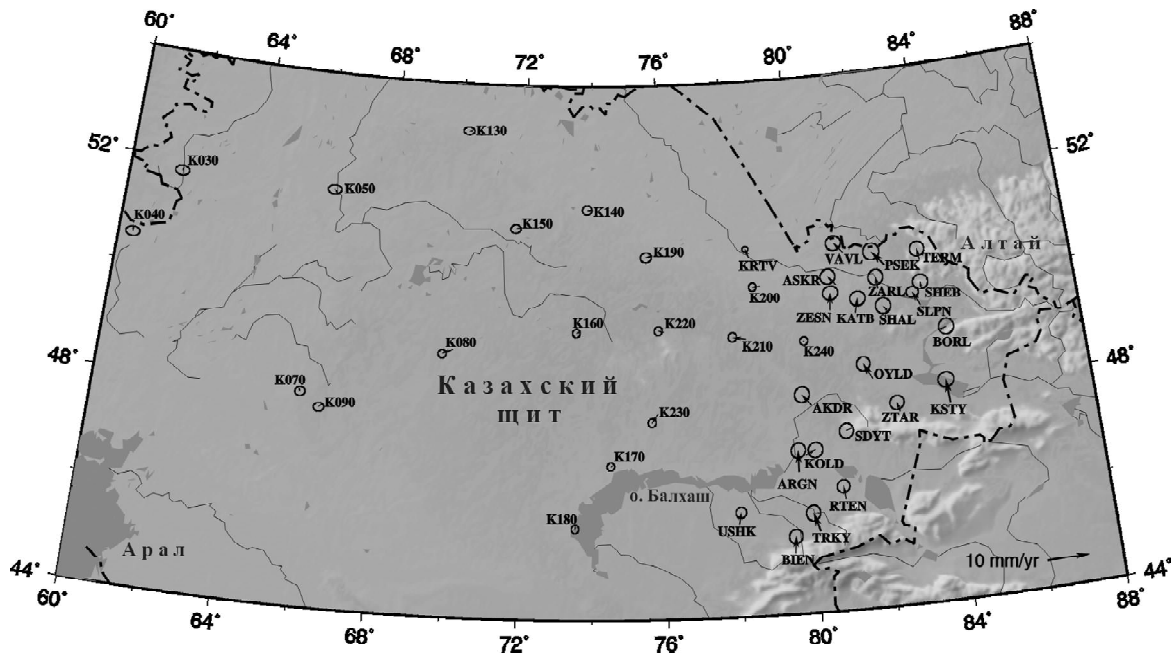 60° 88°
64° 84°
68° 80°
72° 76°
52° 52°
K130
K030
K050
K040
K140
K150
Алтай
K190
VAVL TERM
KRTV PSEK
ASKR ZARL SHEB
K200
ZESN KATB SHAL SLPN
K160 K220
BORL
K210 K240
K080
48° 48°
OYLD
K070
Казахский
KSTY
K090
AKDR ZTAR
щит
K230
SDYT
K170 KOLD
ARGN
о. Балхаш
RTEN
K180
USHK TRKY
Арал
BIEN
10 mm/yr
44° 44°
60° 88°
64° 84°
68° 80°
72° 76°